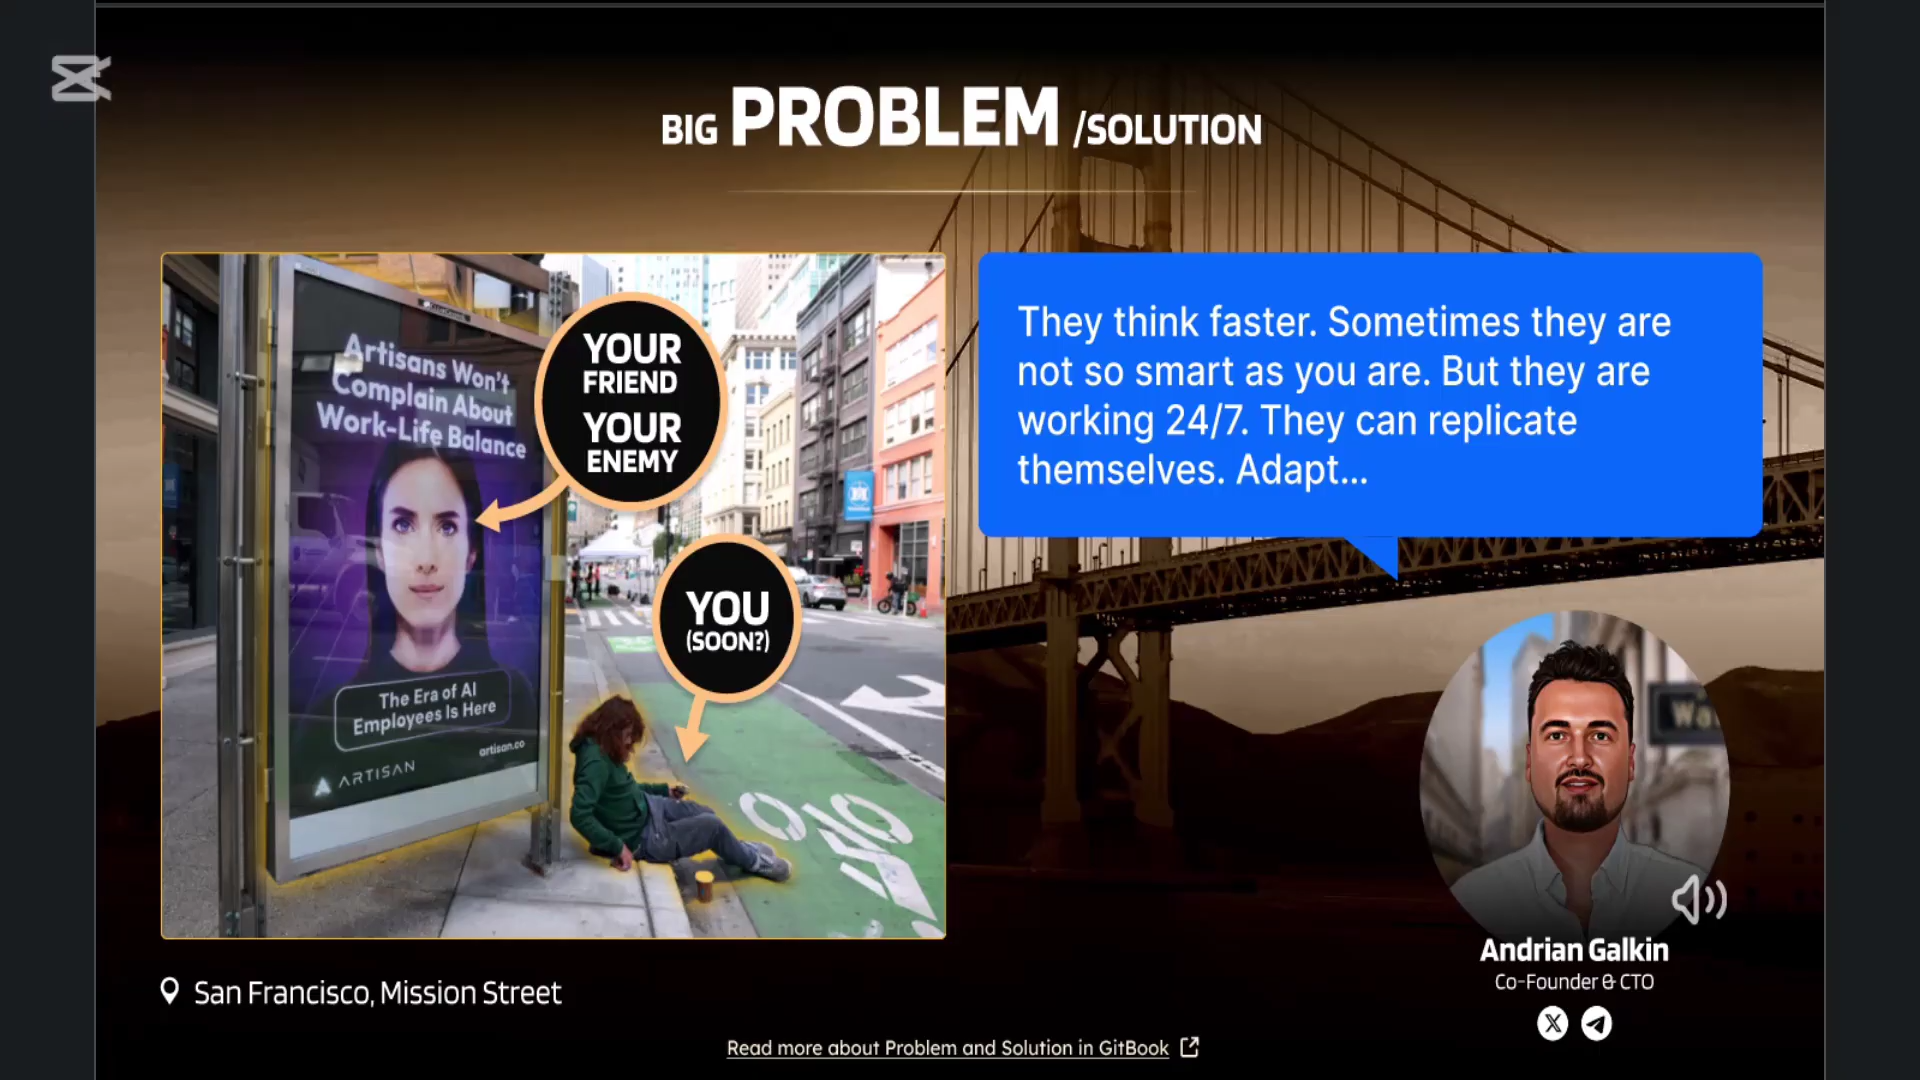 BIG PROBLEM /SOLUTION
Artisans Won't
Complain About
Work-Life Balance
The Era of AI
Employees Is Here
artisan.co
ARTISAN
YOUR
FRIEND
YOUR
ENEMY
YOU
(SOON?)
They think faster. Sometimes they are
not so smart as you are. But they are
working 24/7. They can replicate
themselves. Adapt...
Wa
Andrian Galkin
Co-Founder & CTO
San Francisco, Mission Street
Read more about Problem and Solution in GitBook